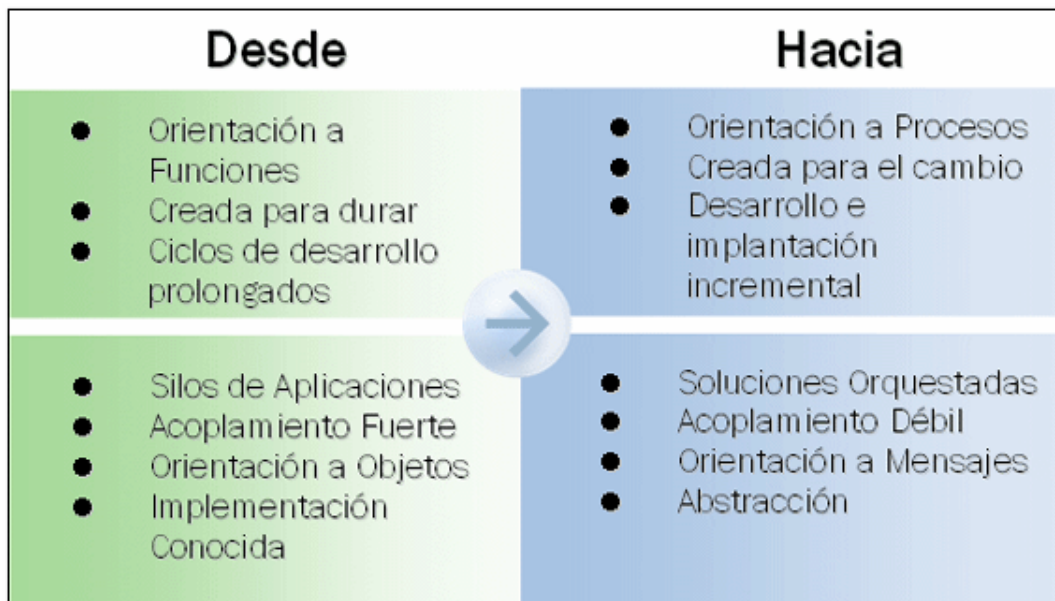 Desde
● Orientación a
Funciones
● Creada para durar
● Ciclos de desarrollo
prolongados
● Silos de Aplicaciones
● Acoplamiento Fuerte
● Orientación a Objetos
● Implementación
Conocida
Hacia
● Orientación a Procesos
● Creada para el cambio
● Desarrollo e
implantación
incremental
● Soluciones Orquestadas
● Acoplamiento Débil
● Orientación a Mensajes
● Abstracción